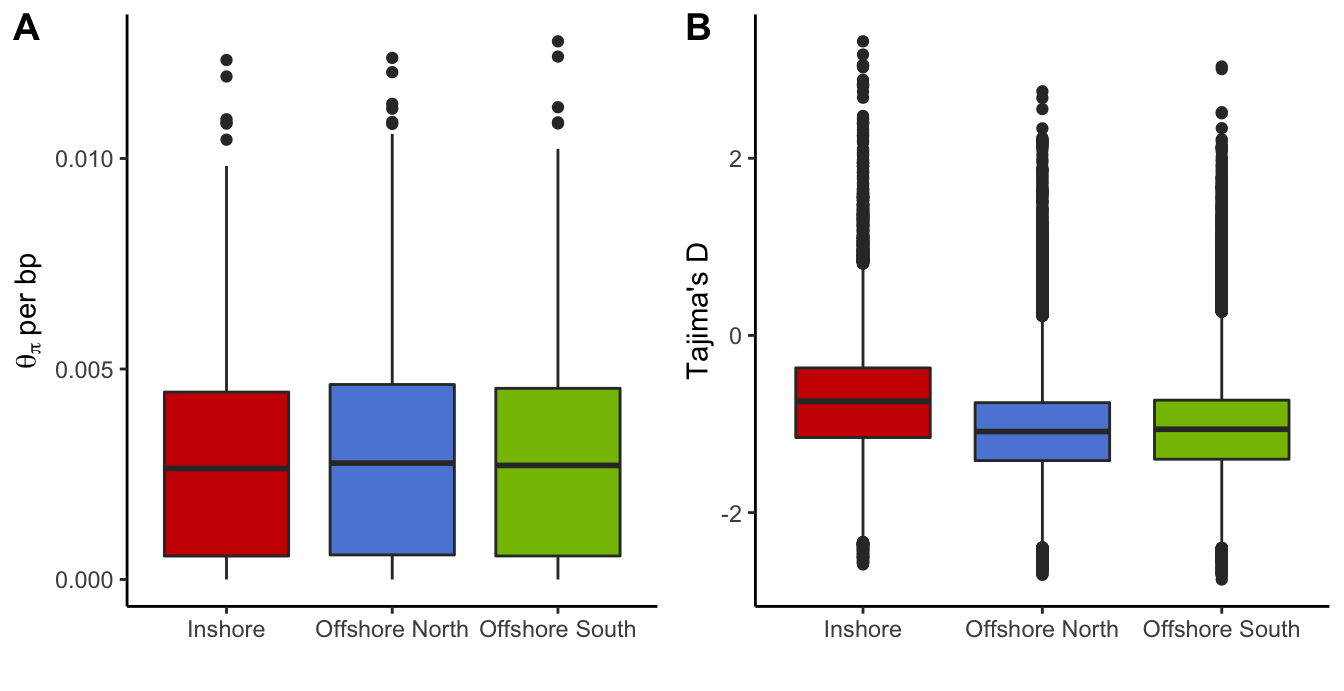 A
θπ per bp
0.010
0.005
0.000
Inshore
Offshore North
Offshore South
B
Tajima's D
2
0
-2
Inshore
Offshore North
Offshore South